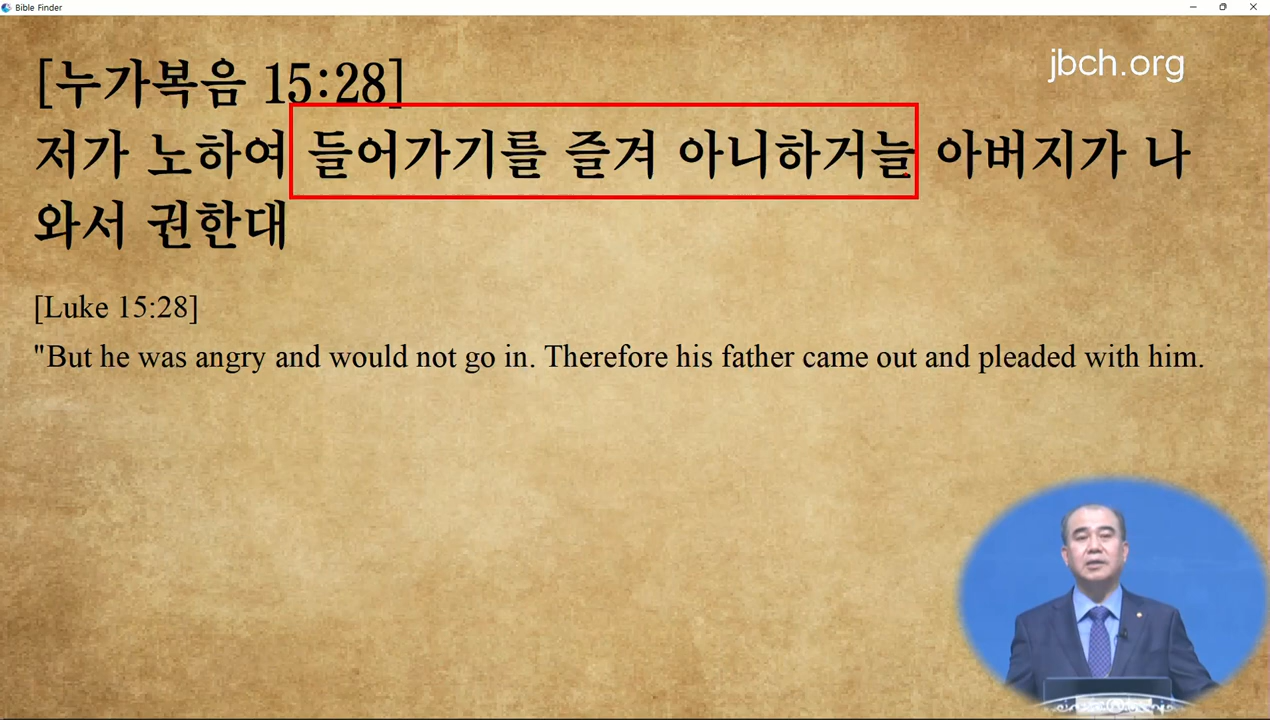 Bible Finder
jbch.org
[누가복음 15:28]
저가 노하여 들어가기를 즐겨 아니하거늘 아버지가 나
와서 권한대
[Luke 15:28]
"But he was angry and would not go in. Therefore his father came out and pleaded with him.